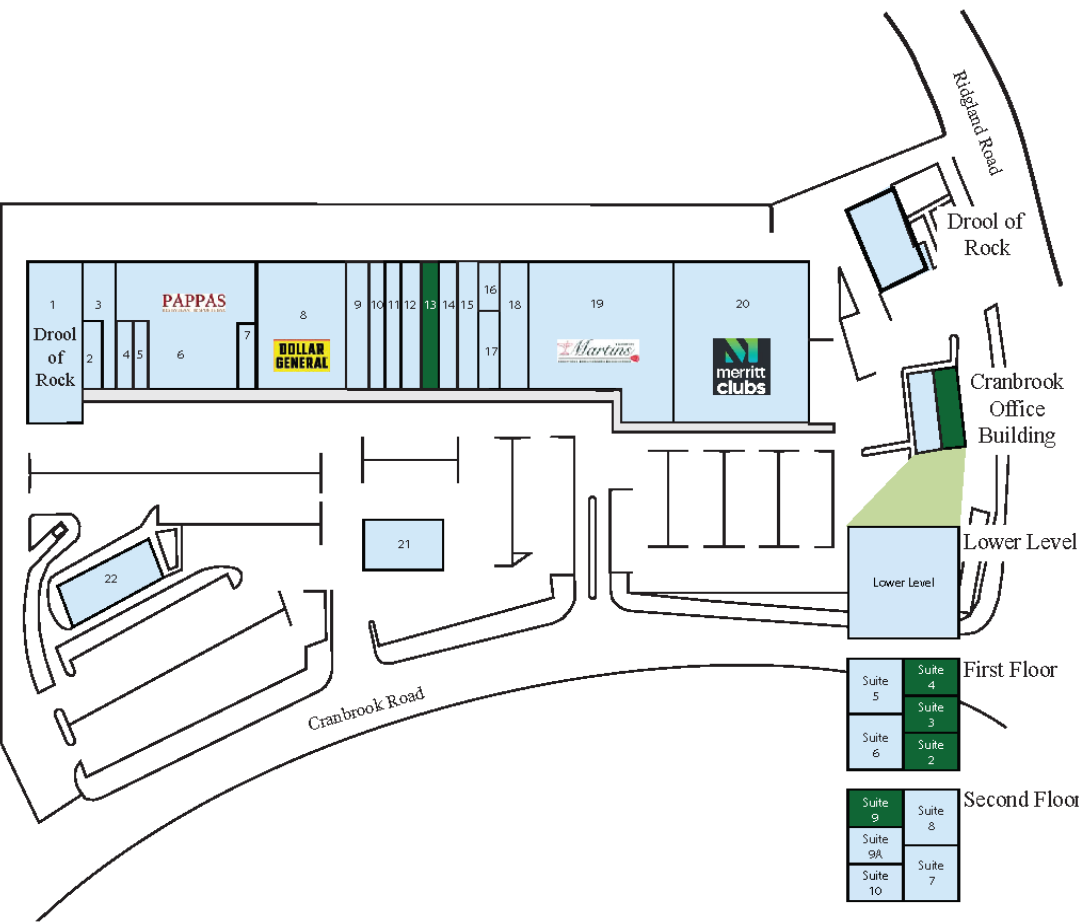 Ridgland Road
Drool of
Rock
1
Drool
of
Rock
2
3
4
5
PAPPAS
6
7
8
DOLLAR
GENERAL
9
10
11
12
13
14
15
16
17
18
19
Martins
20
merritt
clubs
Cranbrook
Office
Building
21
22
Lower Level
Lower Level
Cranbrook Road
First Floor
Suite
5
Suite
4
Suite
3
Suite
6
Suite
2
Second Floor
Suite
9
Suite
8
Suite
9A
Suite
7
Suite
10